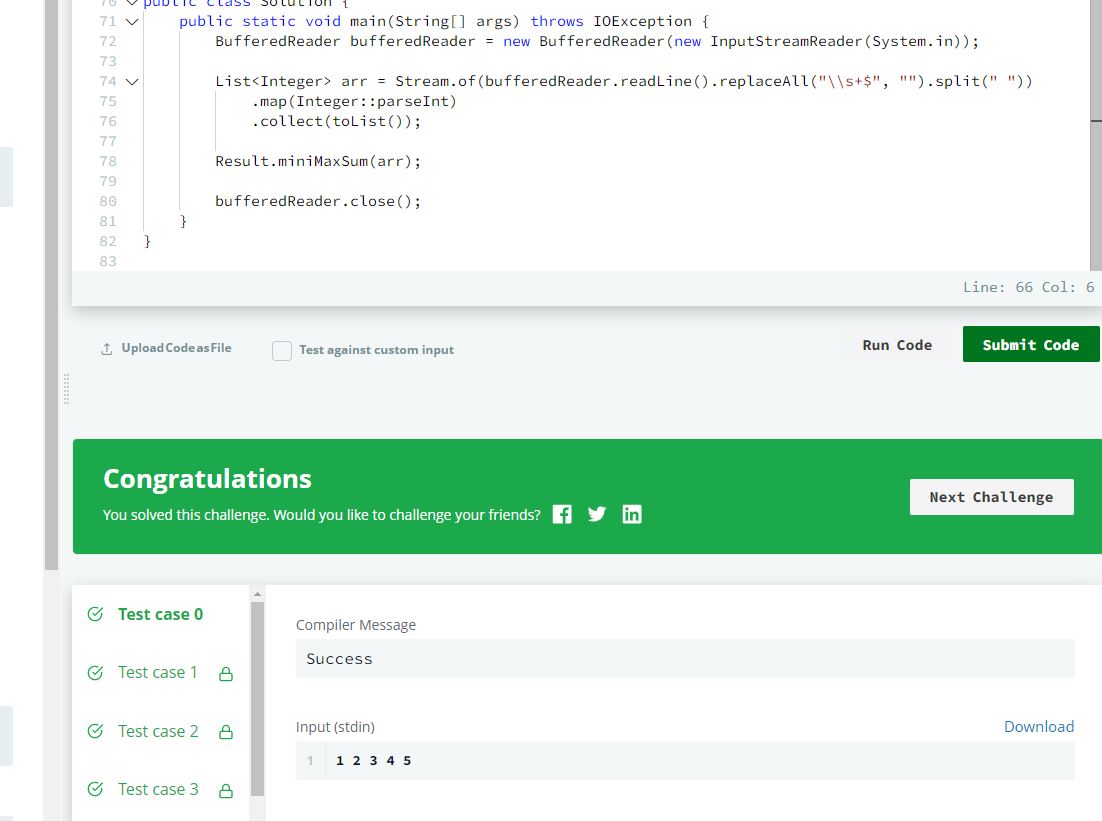 70 public class Solution {
71 public static void main(String[] args) throws IOException {
72 BufferedReader bufferedReader = new BufferedReader(new InputStreamReader(System.in));
73
74 List<Integer> arr = Stream.of(bufferedReader.readLine().replaceAll("\\s+$", "").split(" "))
75 .map(Integer::parseInt)
76 .collect(toList());
77
78 Result.miniMaxSum(arr);
79
80 bufferedReader.close();
81 }
82 }
83
Line: 66 Col: 6
Upload Code as File
Test against custom input
Run Code
Submit Code
Congratulations
You solved this challenge. Would you like to challenge your friends?
Next Challenge
Test case 0
Test case 1
Test case 2
Test case 3
Compiler Message
Success
Input (stdin)
Download
1 1 2 3 4 5